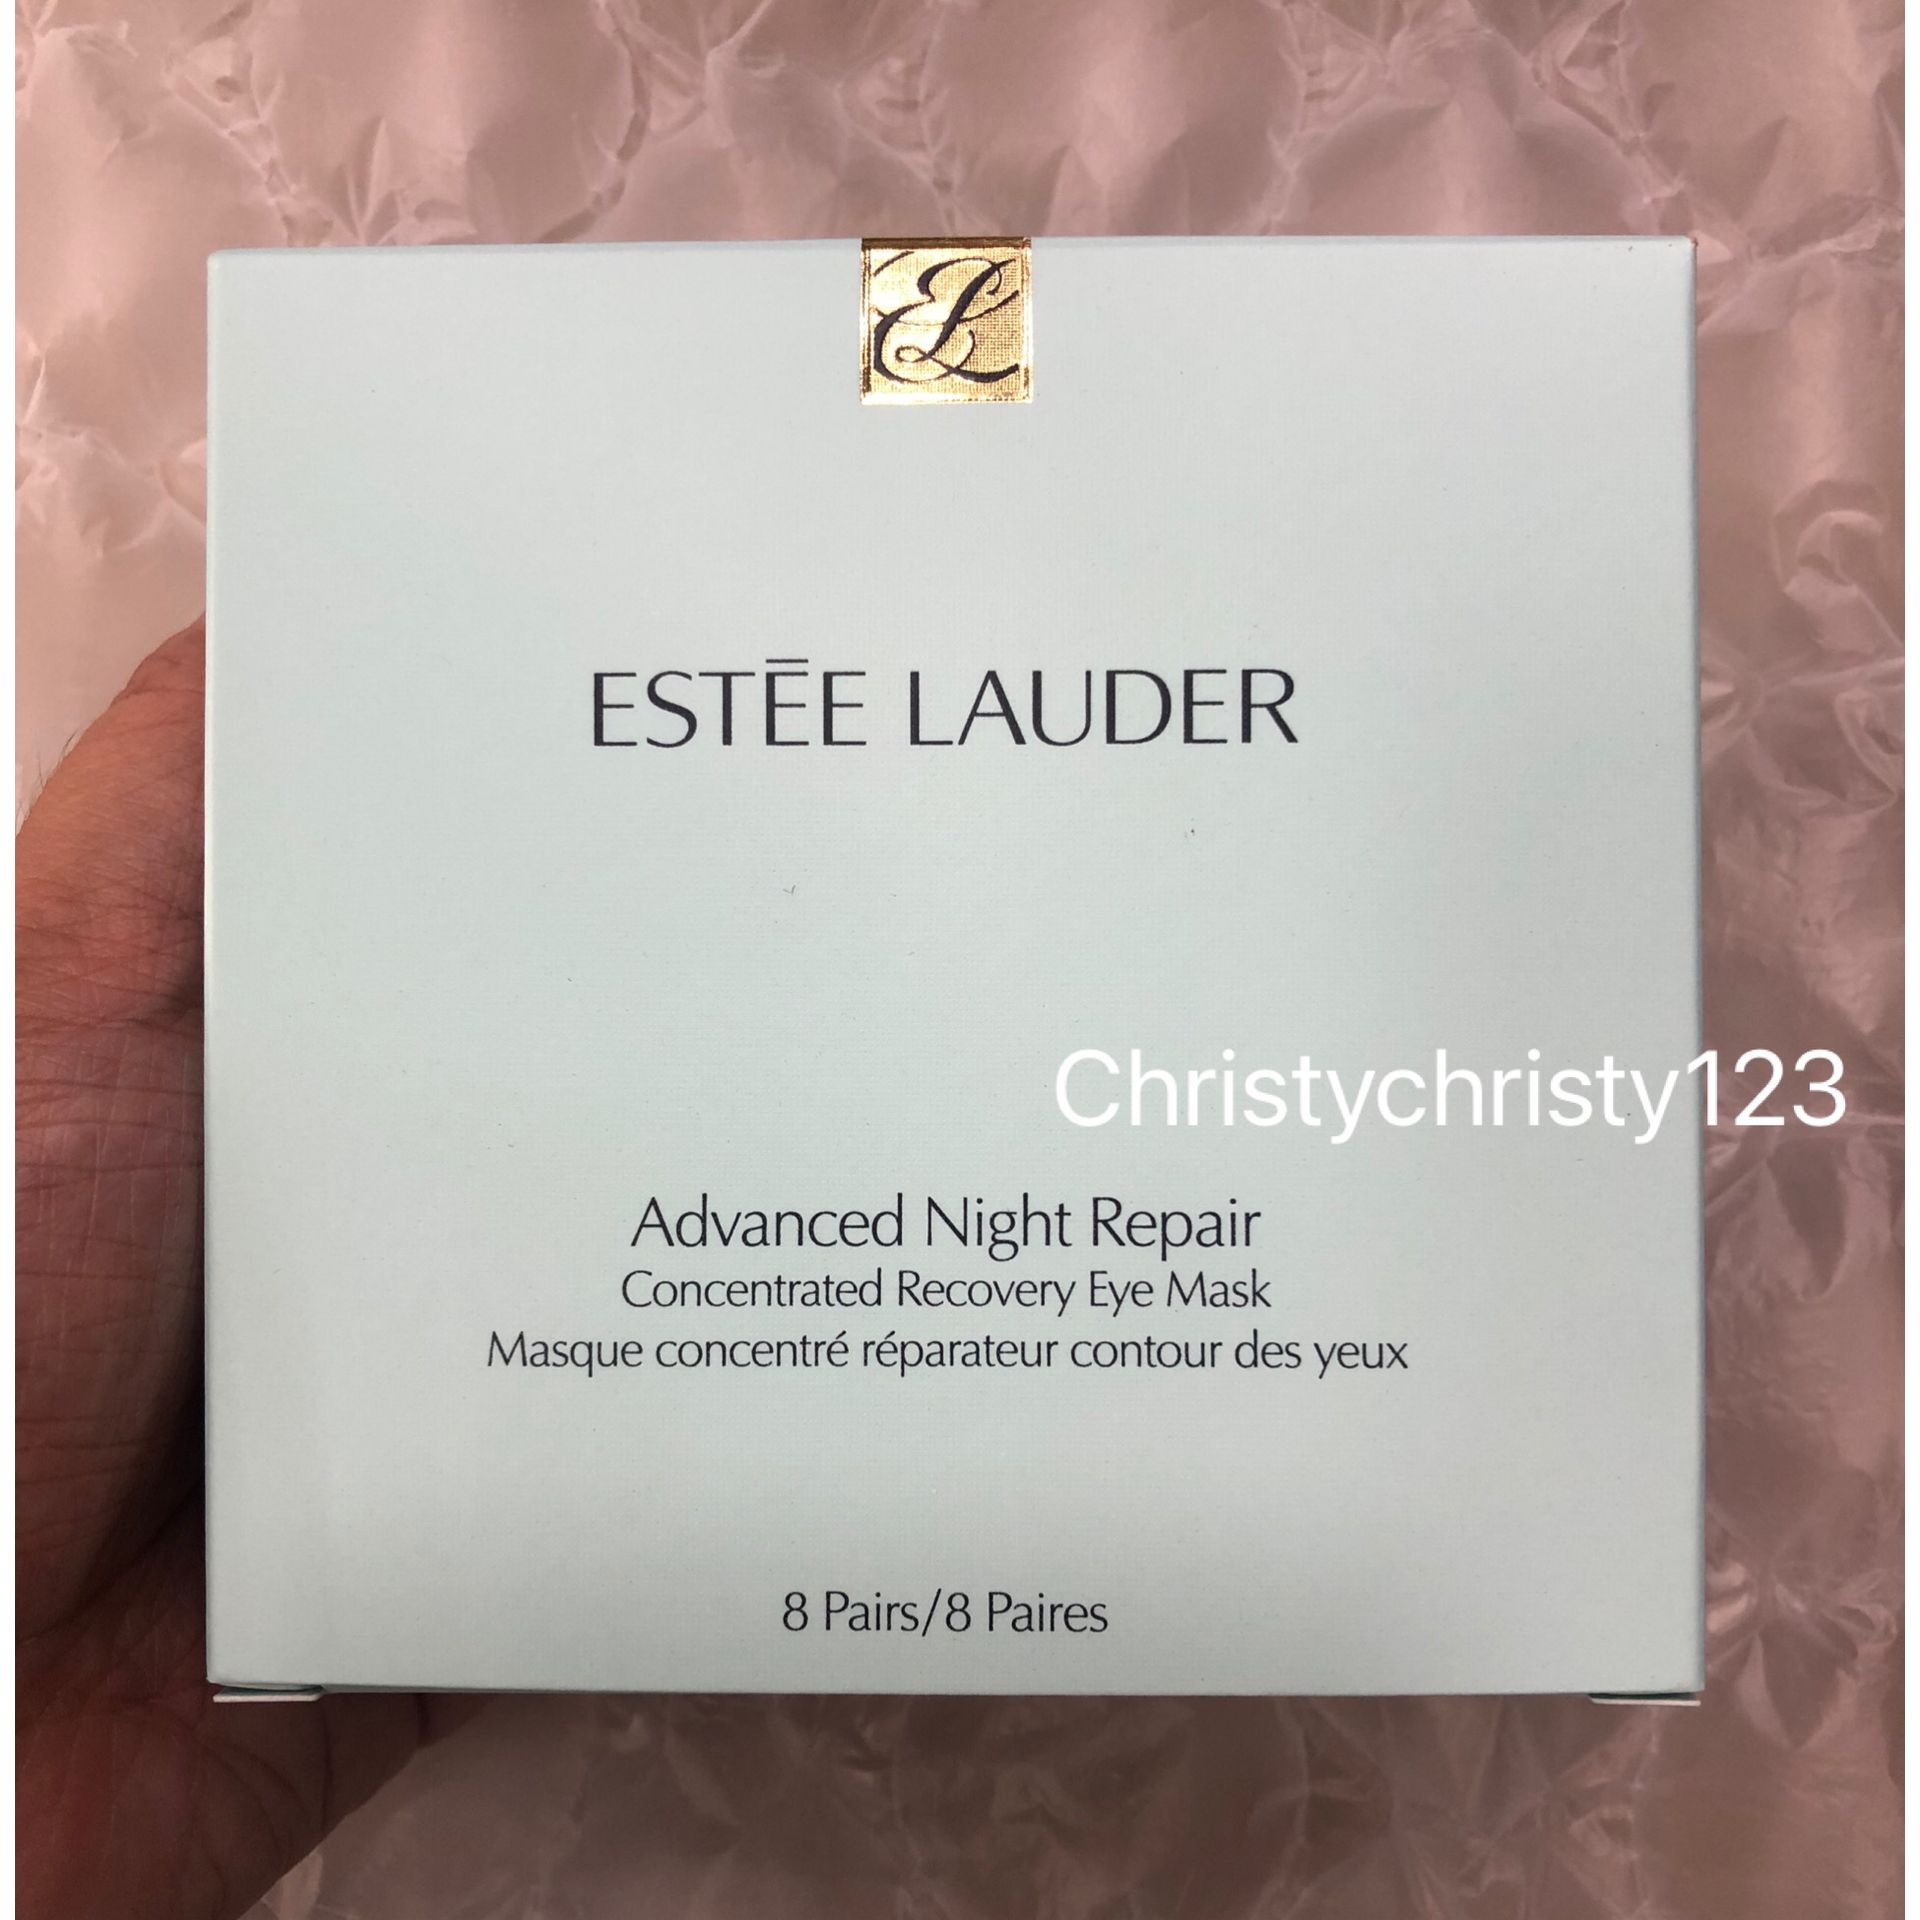 EL
ESTĒE LAUDER
Christychristy123
Advanced Night Repair
Concentrated Recovery Eye Mask
Masque concentré réparateur contour des yeux
8 Pairs/8 Paires